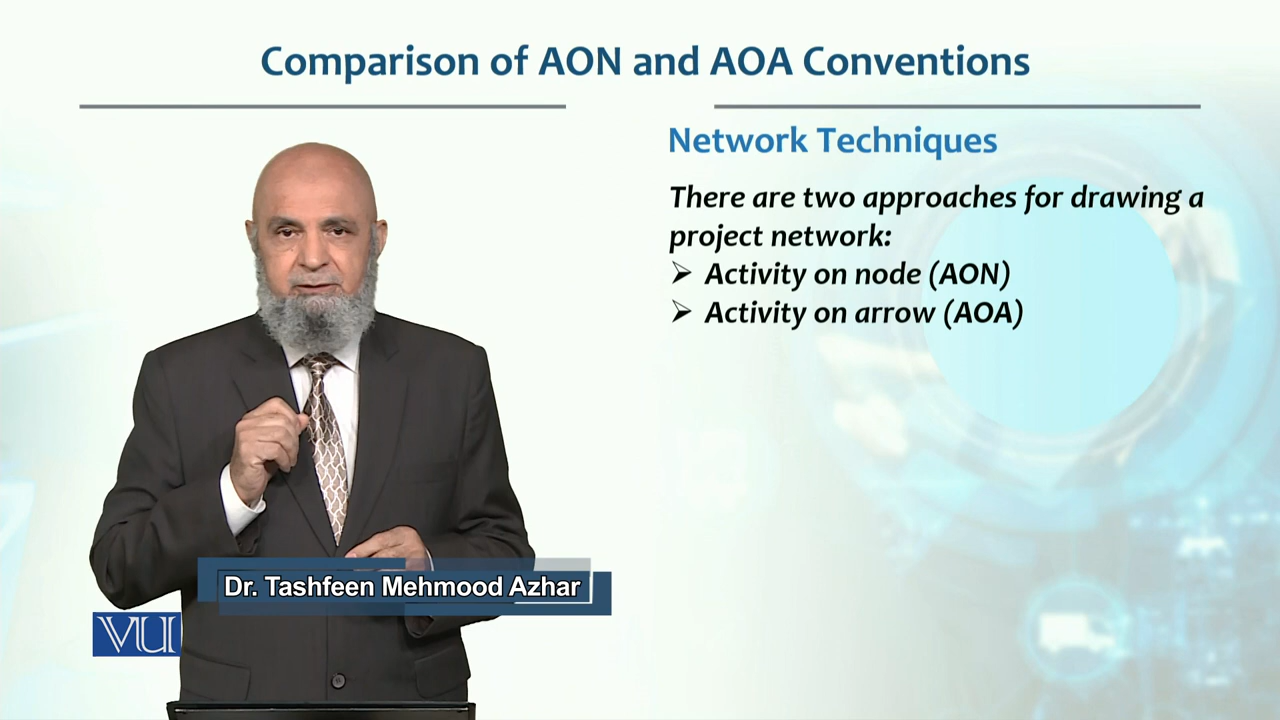 Comparison of AON and AOA Conventions
Network Techniques
There are two approaches for drawing a
project network:
➢ Activity on node (AON)
➢ Activity on arrow (AOA)
Dr. Tashfeen Mehmood Azhar
VU